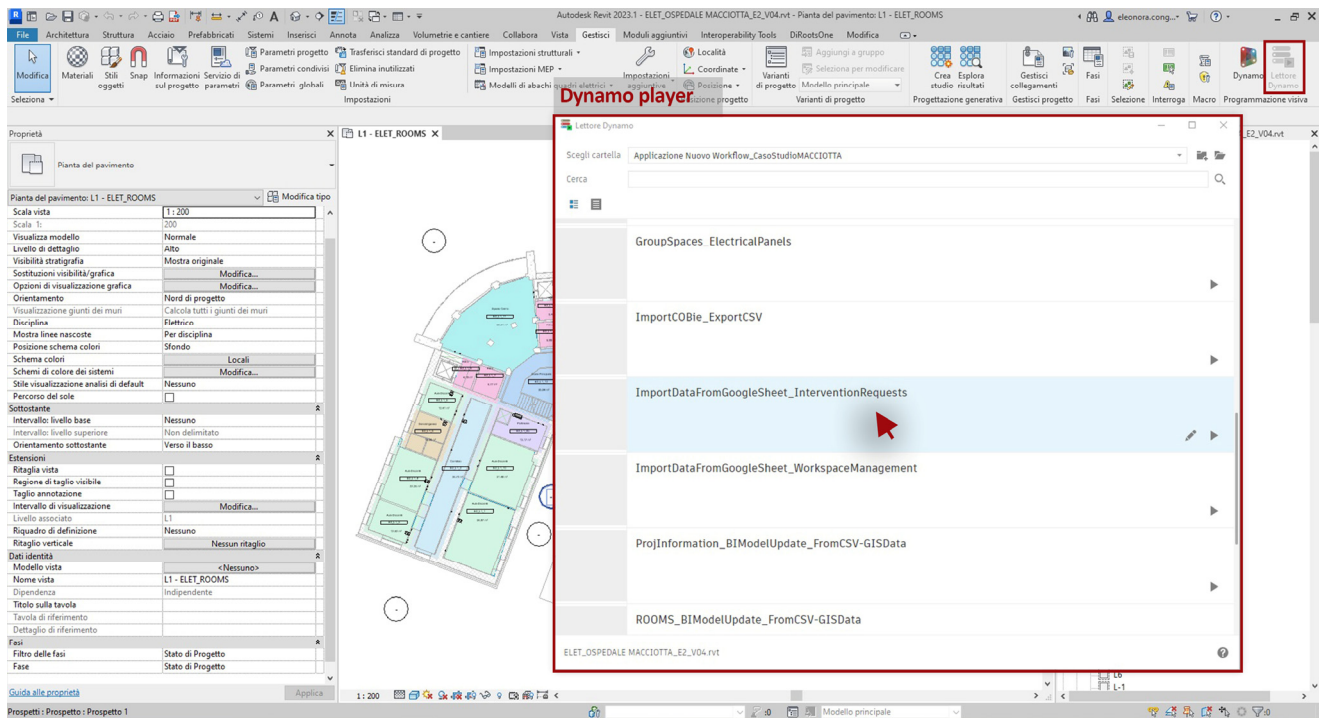 Autodesk Revit 2023.1 - ELET_OSPEDALE MACCIOTTA_E2_V04.rvt - Pianta del pavimento: L1 - ELET_ROOMS
eleonora.cong...
File Architettura Struttura Acciaio Prefabbricati Sistemi Inserisci Annota Analizza Volumetrie e cantiere Collabora Vista Gestisci Moduli aggiuntivi Interoperability Tools DiRootsOne Modifica
Modifica
Materiali
Stili oggetti
Snap
Informazioni sul progetto
Servizio di parametri
Parametri progetto
Parametri condivisi
Parametri globali
Trasferisci standard di progetto
Elimina inutilizzati
Unità di misura
Impostazioni strutturali
Impostazioni MEP
Modelli di abachi quadri elettrici
Impostazioni aggiuntive
Località
Coordinate
Posizione
Varianti di progetto
Aggiungi a gruppo
Seleziona per modificare
Modello principale
Crea studio
Esplora risultati
Gestisci collegamenti
Fasi
Dynamo
Lettore Dynamo
Seleziona
Impostazioni
Posizione progetto
Varianti di progetto
Progettazione generativa
Gestisci progetto
Fasi
Selezione
Interroga
Macro
Programmazione visiva
Dynamo player
Proprietà
L1 - ELET_ROOMS
_E2_V04.rvt
Pianta del pavimento
Pianta del pavimento: L1 - ELET_ROOMS Modifica tipo
Scala vista 1 : 200
Scala 1: 200
Visualizza modello Normale
Livello di dettaglio Alto
Visibilità stratigrafia Mostra originale
Sostituzioni visibilità/grafica Modifica...
Opzioni di visualizzazione grafica Modifica...
Orientamento Nord di progetto
Visualizzazione giunti dei muri Calcola tutti i giunti dei muri
Disciplina Elettrico
Mostra linee nascoste Per disciplina
Posizione schema colori Sfondo
Schema colori Locali
Schemi di colore dei sistemi Modifica...
Stile visualizzazione analisi di default Nessuno
Percorso del sole
Sottostante
Intervallo: livello base Nessuno
Intervallo: livello superiore Non delimitato
Orientamento sottostante Verso il basso
Estensioni
Ritaglia vista
Regione di taglio visibile
Taglio annotazione
Intervallo di visualizzazione Modifica...
Livello associato L1
Riquadro di definizione Nessuno
Ritaglio verticale Nessun ritaglio
Dati identità
Modello vista <Nessuno>
Nome vista L1 - ELET_ROOMS
Dipendenza Indipendente
Titolo sulla tavola
Tavola di riferimento
Dettaglio di riferimento
Fasi
Filtro delle fasi Stato di Progetto
Fase Stato di Progetto
Guida alle proprietà Applica
Lettore Dynamo
Scegli cartella Applicazione Nuovo Workflow_CasoStudioMACCIOTTA
Cerca
GroupSpaces_ElectricalPanels
ImportCOBie_ExportCSV
ImportDataFromGoogleSheet_InterventionRequests
ImportDataFromGoogleSheet_WorkspaceManagement
ProjInformation_BIModelUpdate_FromCSV-GISData
ROOMS_BIModelUpdate_FromCSV-GISData
ELET_OSPEDALE MACCIOTTA_E2_V04.rvt
L6
L-1
1 : 200
Prospetti : Prospetto : Prospetto 1
:0
Modello principale
:0